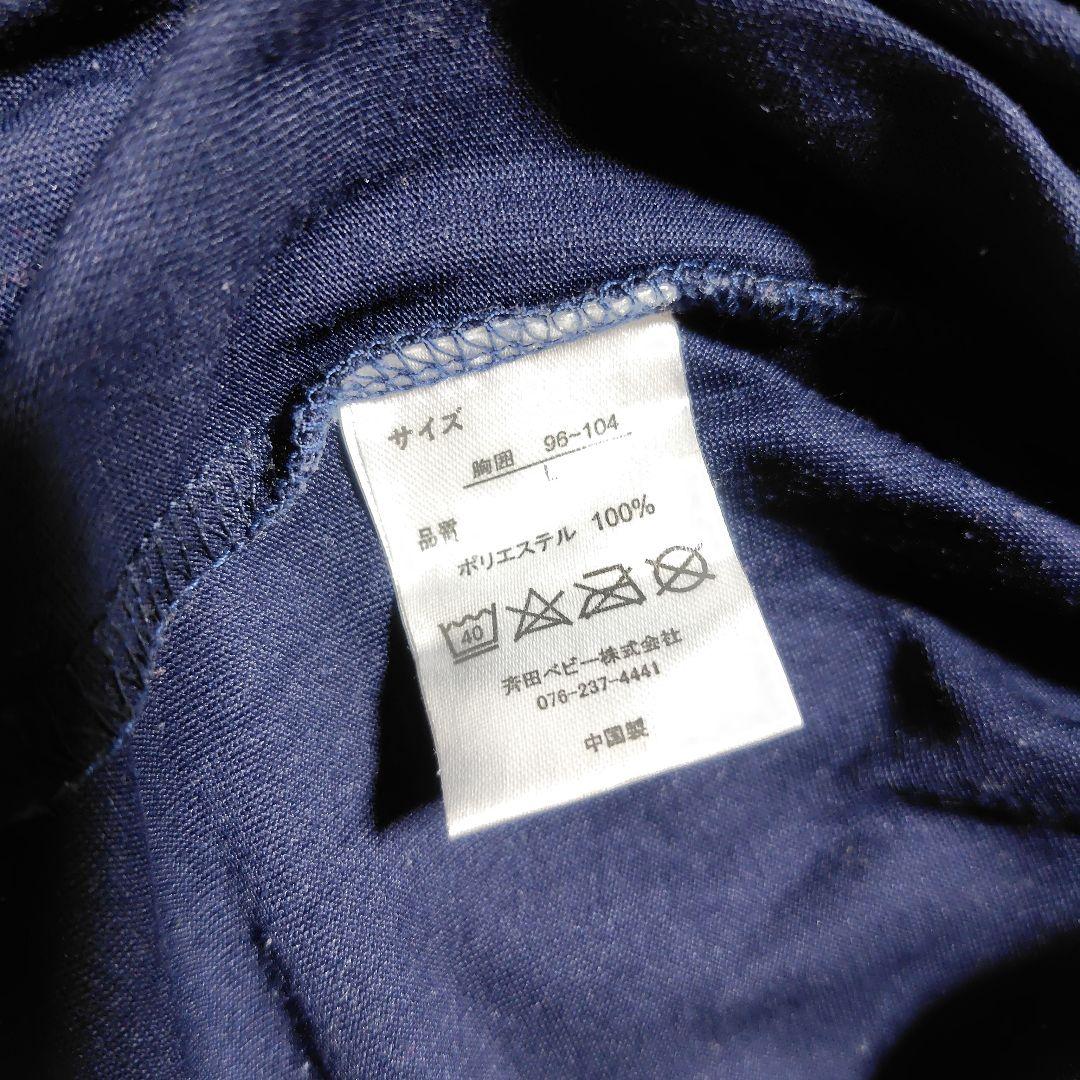 サイズ
胸囲 96~104
L
品質
ポリエステル 100%
40
斉田ベビー株式会社
076-237-4441
中国製